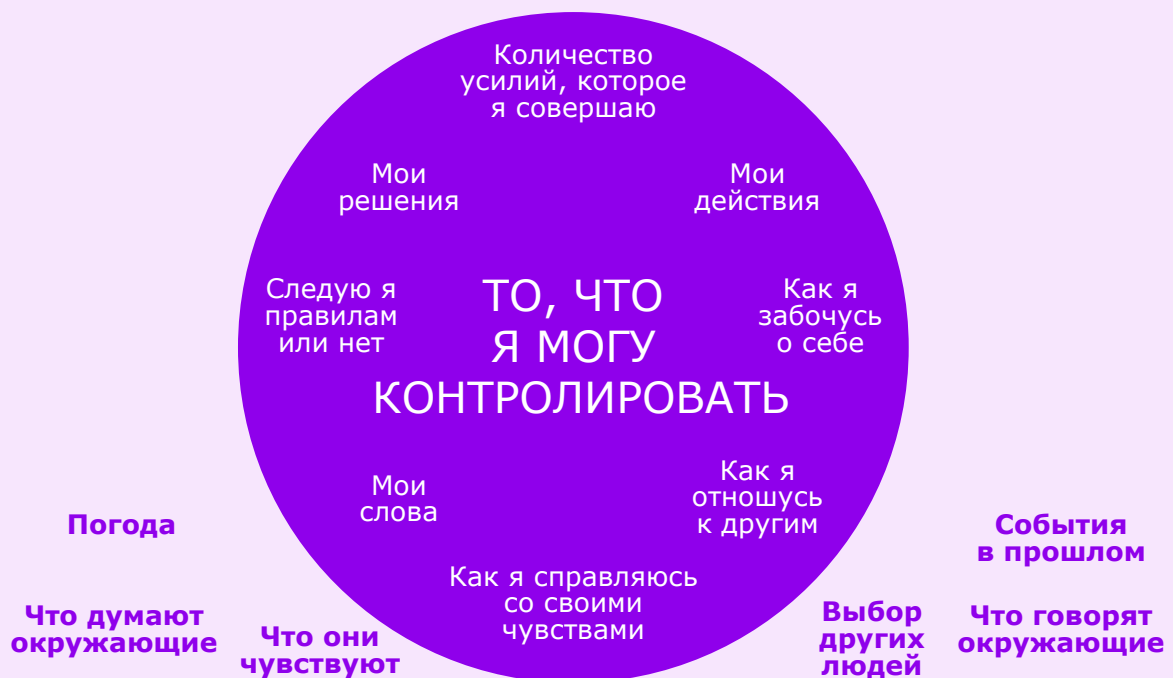 Количество
усилий, которое
я совершаю
Мои
решения
Мои
действия
Следую я
правилам
или нет
ТО, ЧТО
Я МОГУ
КОНТРОЛИРОВАТЬ
Как я
забочусь
о себе
Мои
слова
Как я
отношусь
к другим
Как я справляюсь
со своими
чувствами
Погода
События
в прошлом
Что думают
окружающие
Что они
чувствуют
Выбор
других
людей
Что говорят
окружающие